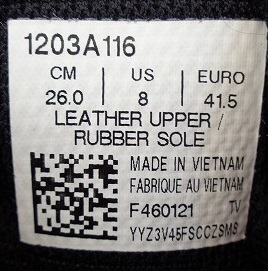 1203A116
CM US EURO
26.0 8 41.5
LEATHER UPPER /
RUBBER SOLE
MADE IN VIETNAM
FABRIQUE AU VIETNAM
F460121 TV
YYZ3V45FSCCZSM8